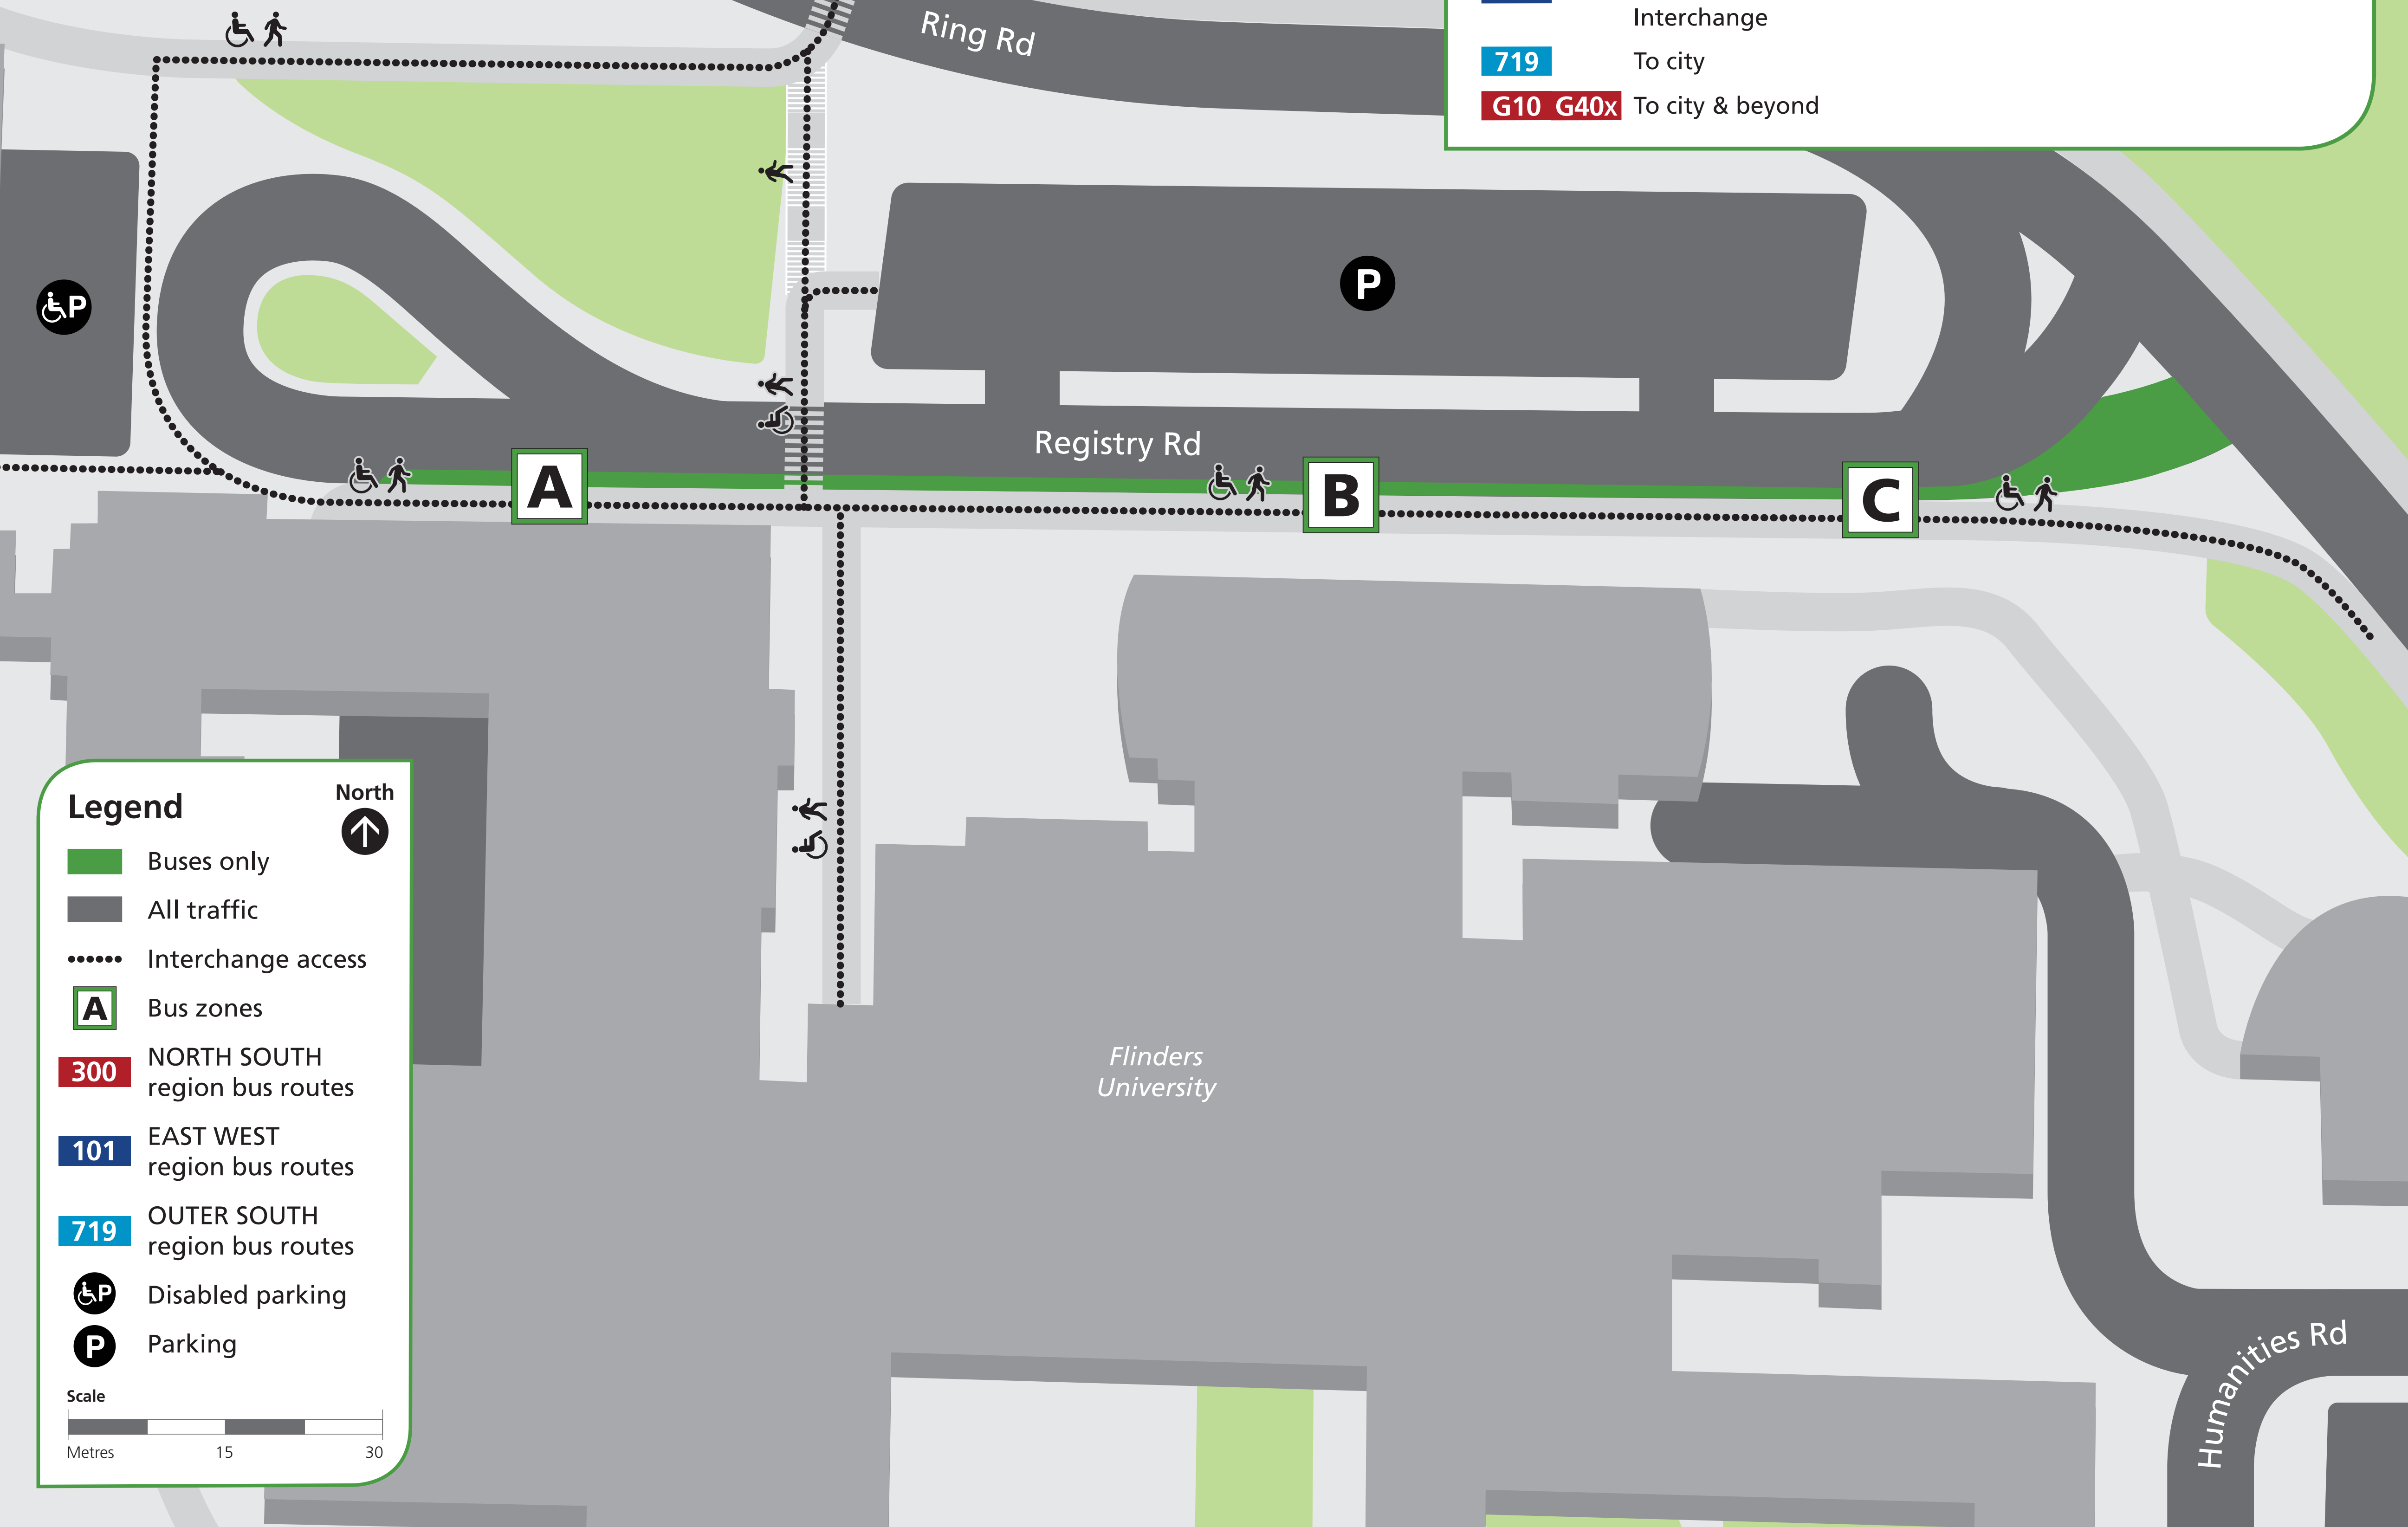 Ring Rd
Interchange
719 To city
G10 G40x To city & beyond
P
P
Registry Rd
A
B
C
Legend
North
Buses only
All traffic
Interchange access
A Bus zones
300 NORTH SOUTH
region bus routes
101 EAST WEST
region bus routes
719 OUTER SOUTH
region bus routes
P Disabled parking
P Parking
Scale
Metres 15 30
Flinders
University
Humanities Rd